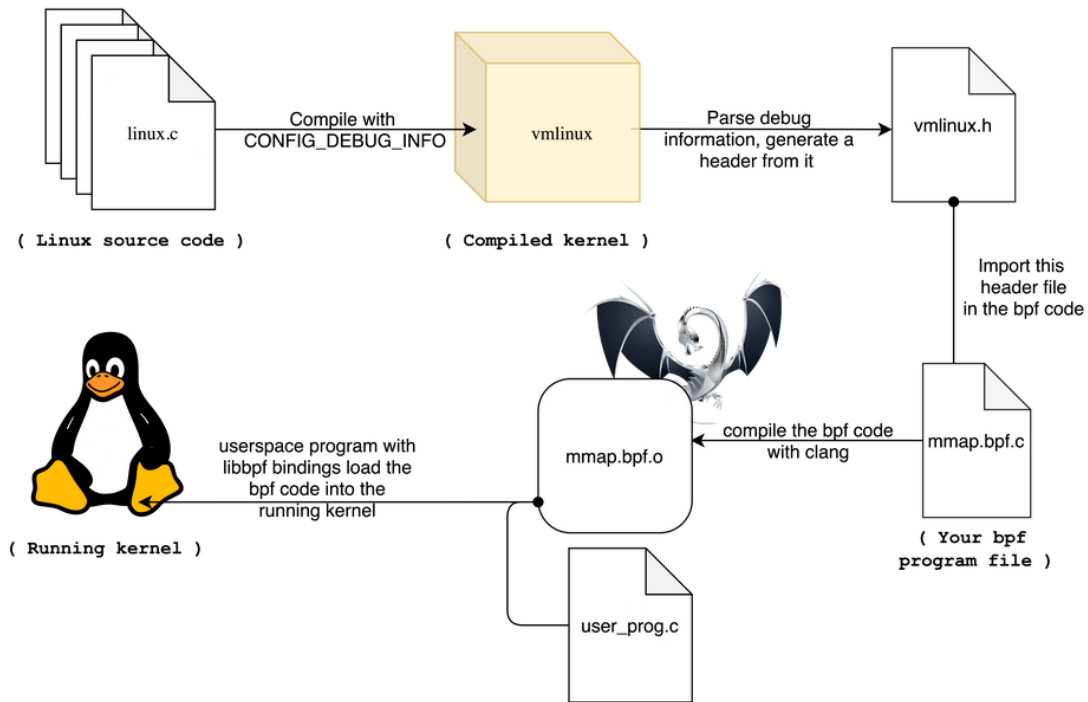 linux.c
Compile with
CONFIG_DEBUG_INFO
vmlinux
Parse debug
information, generate a
header from it
vmlinux.h
( Linux source code )
( Compiled kernel )
Import this
header file
in the bpf code
mmap.bpf.c
compile the bpf code
with clang
mmap.bpf.o
userspace program with
libbpf bindings load the
bpf code into the
running kernel
( Running kernel )
( Your bpf
program file )
user_prog.c